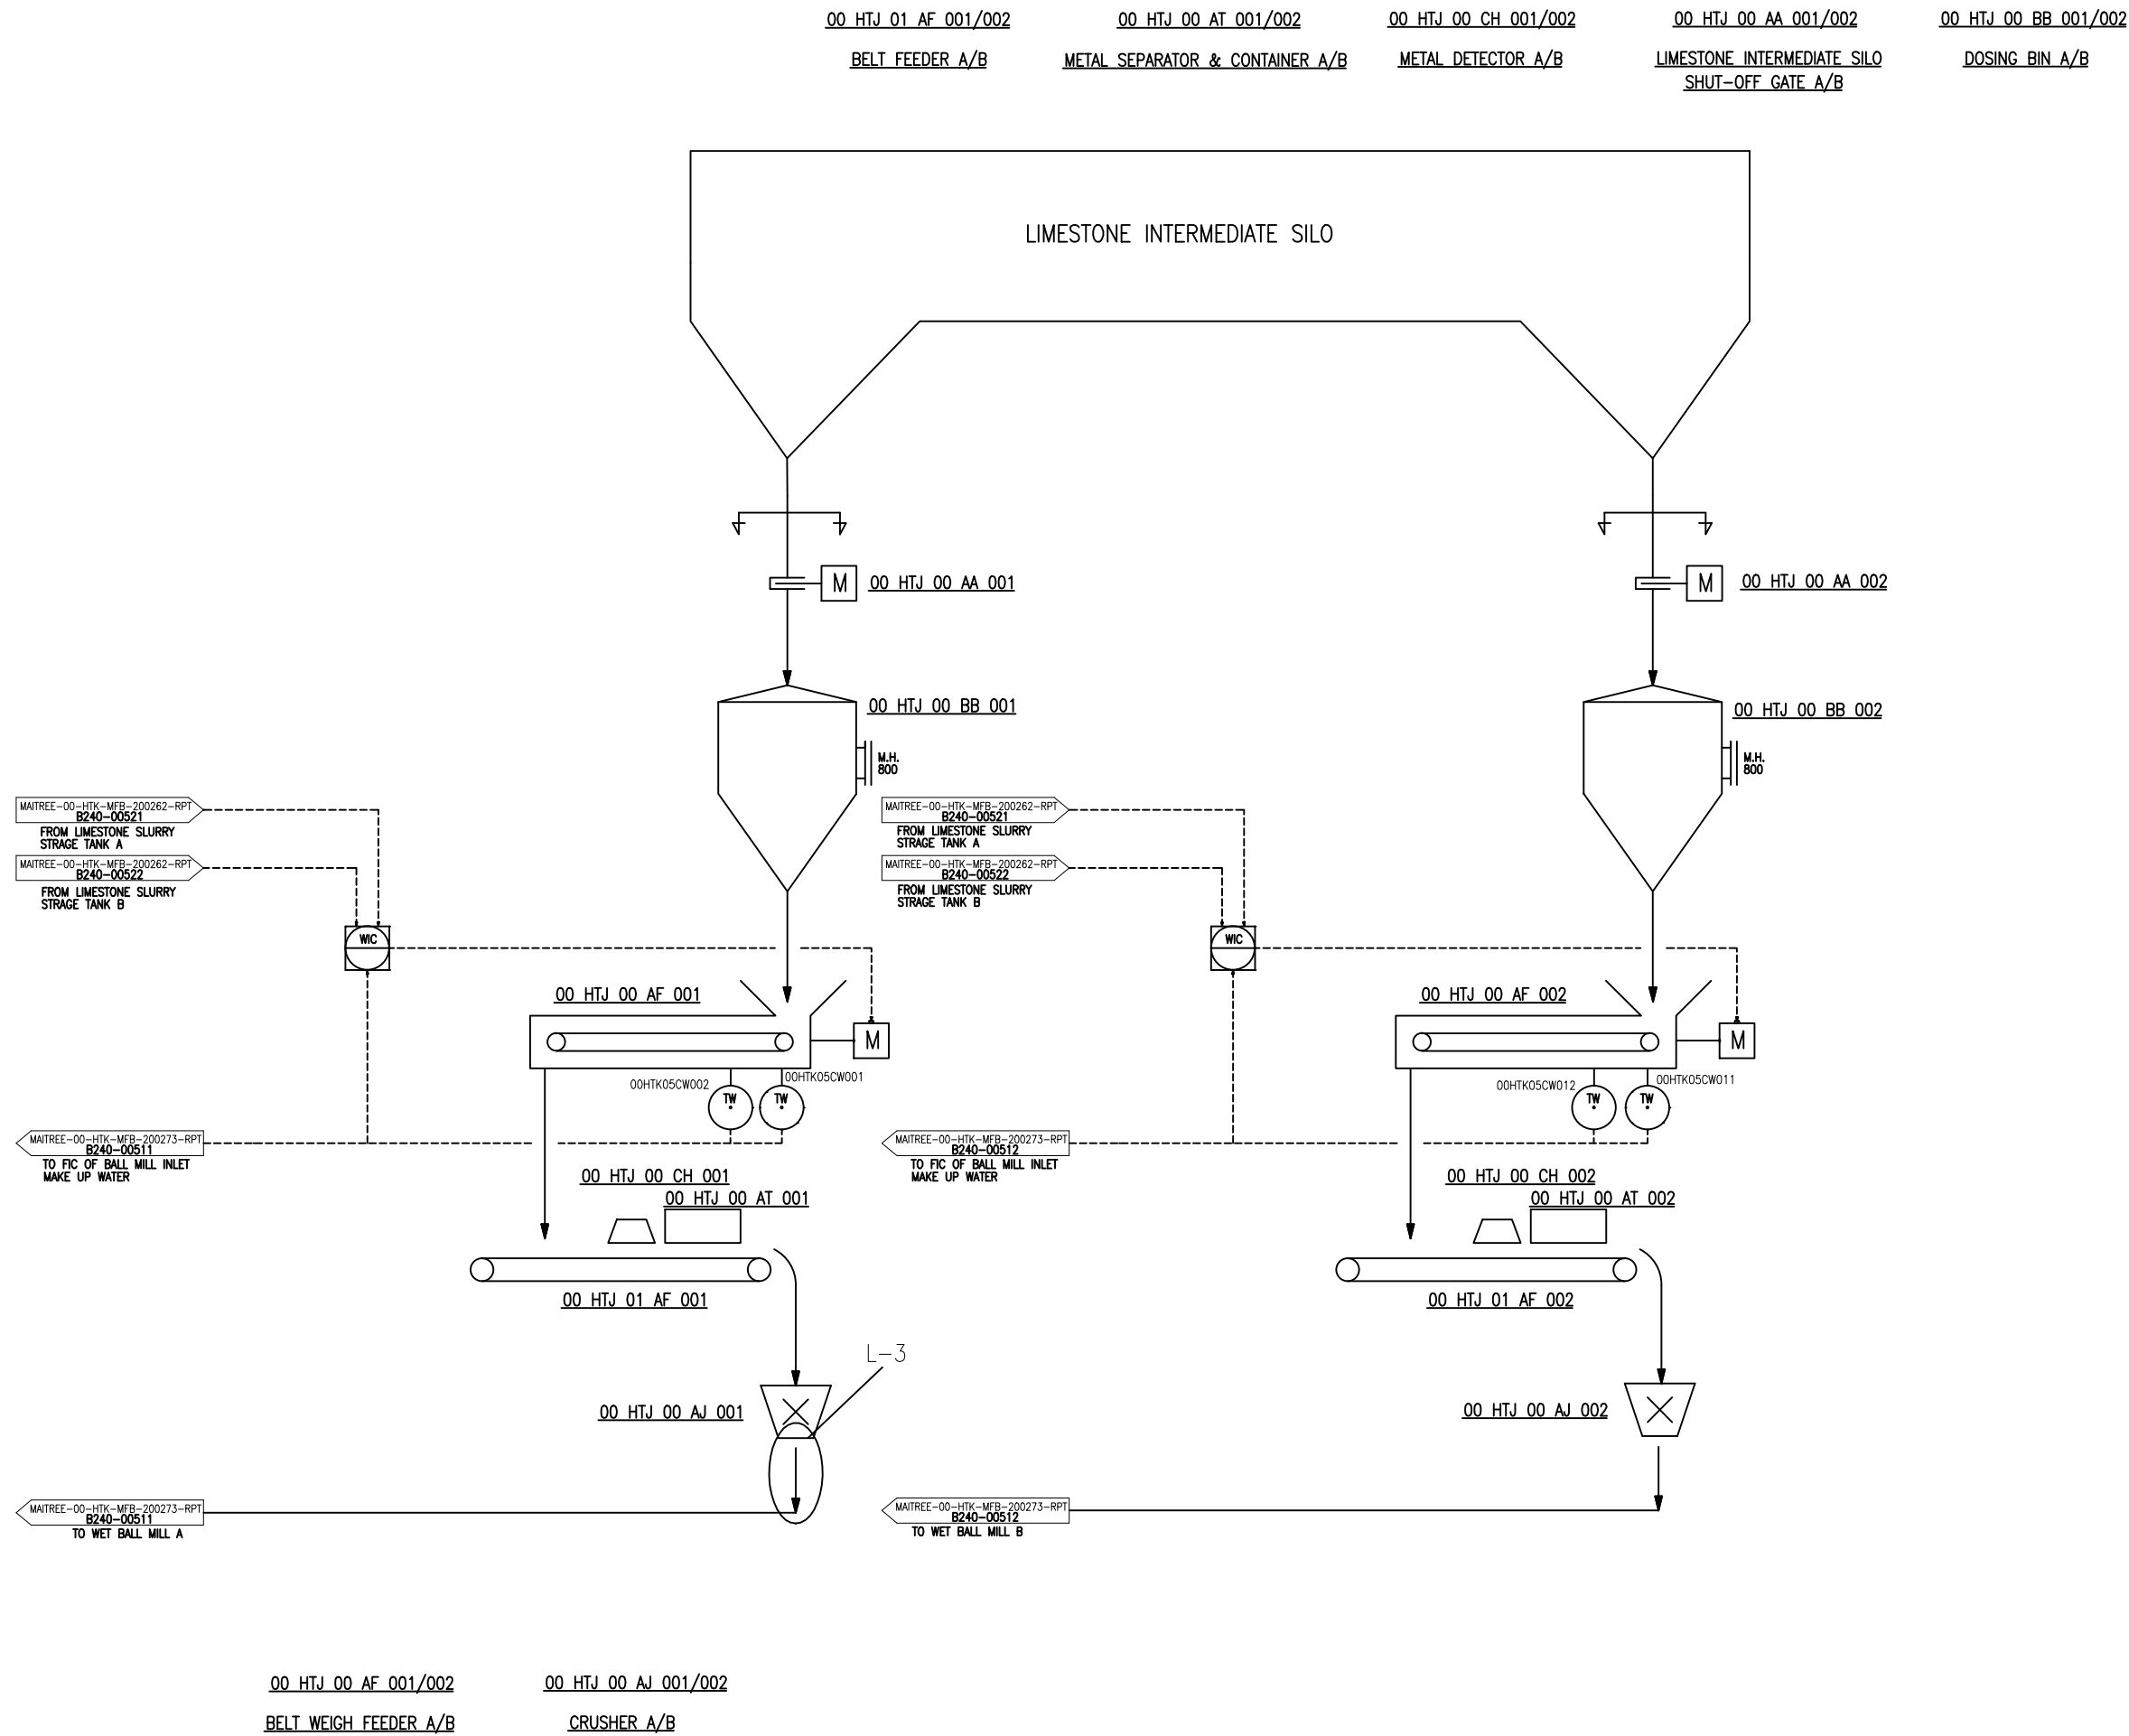 00 HTJ 01 AF 001/002
BELT FEEDER A/B
00 HTJ 00 AT 001/002
METAL SEPARATOR & CONTAINER A/B
00 HTJ 00 CH 001/002
METAL DETECTOR A/B
00 HTJ 00 AA 001/002
LIMESTONE INTERMEDIATE SILO
SHUT-OFF GATE A/B
00 HTJ 00 BB 001/002
DOSING BIN A/B
LIMESTONE INTERMEDIATE SILO
M
00 HTJ 00 AA 001
M
00 HTJ 00 AA 002
00 HTJ 00 BB 001
M.H.
800
00 HTJ 00 BB 002
M.H.
800
MAITREE-00-HTK-MFB-200262-RPT
B240-00521
FROM LIMESTONE SLURRY
STRAGE TANK A
MAITREE-00-HTK-MFB-200262-RPT
B240-00522
FROM LIMESTONE SLURRY
STRAGE TANK B
MAITREE-00-HTK-MFB-200262-RPT
B240-00521
FROM LIMESTONE SLURRY
STRAGE TANK A
MAITREE-00-HTK-MFB-200262-RPT
B240-00522
FROM LIMESTONE SLURRY
STRAGE TANK B
WIC
WIC
00 HTJ 00 AF 001
M
00 HTJ 00 AF 002
M
00HTK05CW002
00HTK05CW001
TW
TW
00HTK05CW012
00HTK05CW011
TW
TW
MAITREE-00-HTK-MFB-200273-RPT
B240-00511
TO FIC OF BALL MILL INLET
MAKE UP WATER
MAITREE-00-HTK-MFB-200273-RPT
B240-00512
TO FIC OF BALL MILL INLET
MAKE UP WATER
00 HTJ 00 CH 001
00 HTJ 00 AT 001
00 HTJ 00 CH 002
00 HTJ 00 AT 002
00 HTJ 01 AF 001
00 HTJ 01 AF 002
L-3
00 HTJ 00 AJ 001
00 HTJ 00 AJ 002
MAITREE-00-HTK-MFB-200273-RPT
B240-00511
TO WET BALL MILL A
MAITREE-00-HTK-MFB-200273-RPT
B240-00512
TO WET BALL MILL B
00 HTJ 00 AF 001/002
BELT WEIGH FEEDER A/B
00 HTJ 00 AJ 001/002
CRUSHER A/B